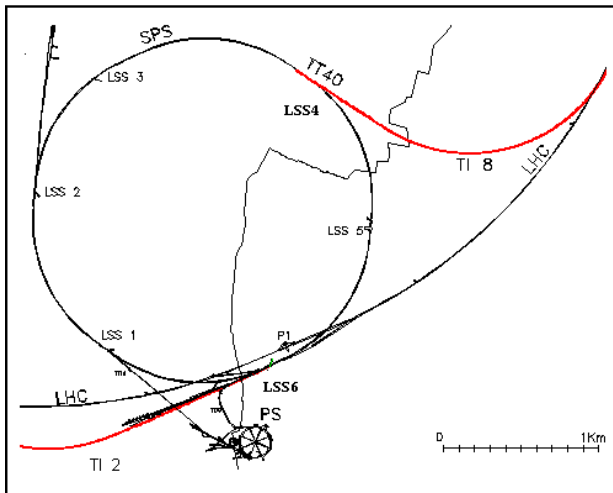 SPS
TT40
LSS 3
LSS4
TI 8
LHC
LSS 2
LSS 5
P1
LSS 1
LHC
LSS6
PS
TI 2
0 1Km